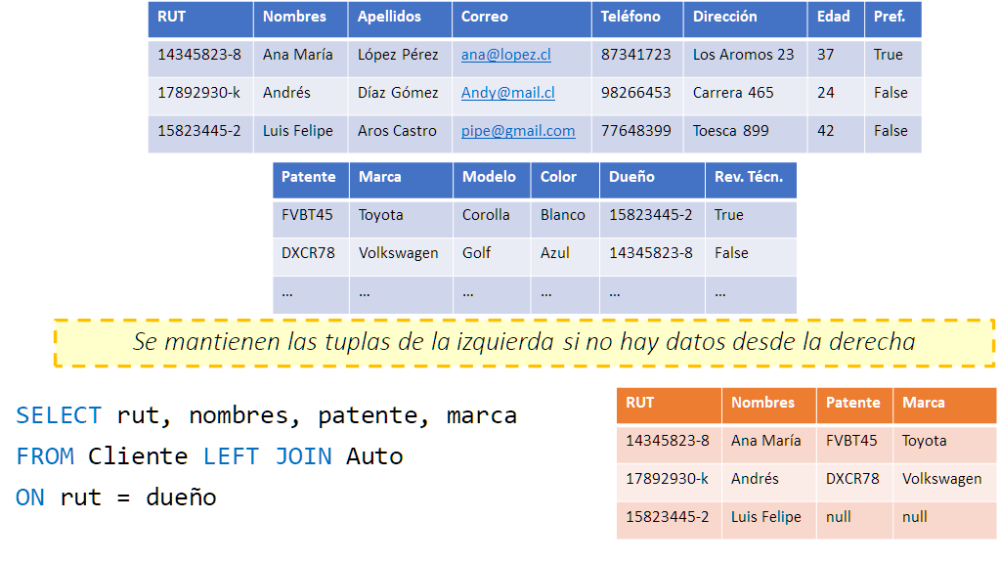 RUT Nombres Apellidos Correo Teléfono Dirección Edad Pref.
14345823-8 Ana María López Pérez ana@lopez.cl 87341723 Los Aromos 23 37 True
17892930-k Andrés Díaz Gómez Andy@mail.cl 98266453 Carrera 465 24 False
15823445-2 Luis Felipe Aros Castro pipe@gmail.com 77648399 Toesca 899 42 False
Patente Marca Modelo Color Dueño Rev. Técn.
FVBT45 Toyota Corolla Blanco 15823445-2 True
DXCR78 Volkswagen Golf Azul 14345823-8 False
... ... ... ... ... ...
Se mantienen las tuplas de la izquierda si no hay datos desde la derecha
SELECT rut, nombres, patente, marca
FROM Cliente LEFT JOIN Auto
ON rut = dueño
RUT Nombres Patente Marca
14345823-8 Ana María FVBT45 Toyota
17892930-k Andrés DXCR78 Volkswagen
15823445-2 Luis Felipe null null